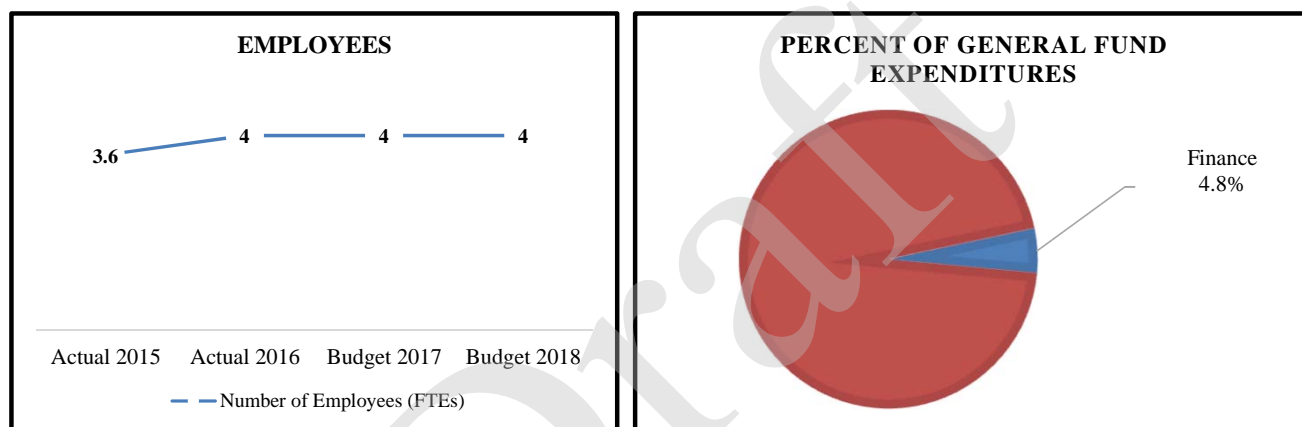 EMPLOYEES
3.6
4
4
4
Actual 2015 Actual 2016 Budget 2017 Budget 2018
Number of Employees (FTEs)
PERCENT OF GENERAL FUND
EXPENDITURES
Finance
4.8%
Draft